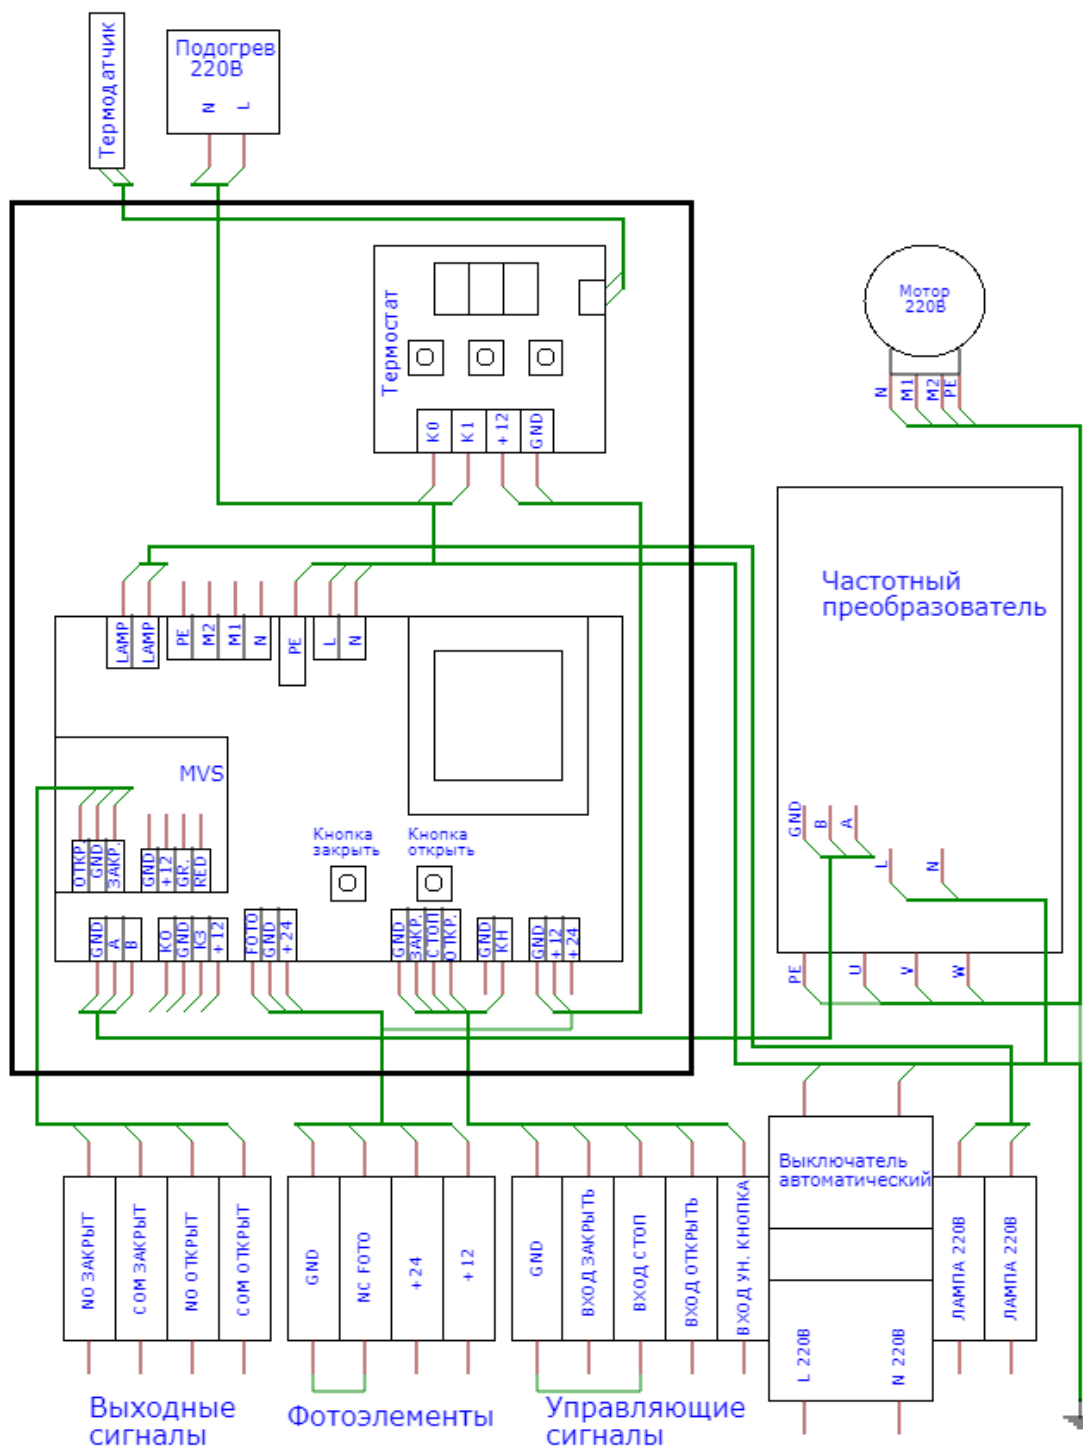 Термодатчик
Подогрев
220В
N
L
Термостат
K0
K1
+12
GND
Мотор
220В
N
M1
M2
PE
Частотный
преобразователь
GND
B
A
L
N
PE
U
V
W
LAMP
LAMP
PE
M2
M1
N
PE
L
N
MVS
ОТКР.
GND
ЗАКР.
GND
+12
GR.
RED
Кнопка
закрыть
Кнопка
открыть
GND
A
B
КО
GND
КЗ
+12
FOTO
GND
+24
GND
ЗАКР.
СТОП
ОТКР.
GND
КН
GND
+12
+24
NO ЗАКРЫТ
COM ЗАКРЫТ
NO ОТКРЫТ
COM ОТКРЫТ
Выходные
сигналы
GND
NC FOTO
+24
+12
Фотоэлементы
GND
ВХОД ЗАКРЫТЬ
ВХОД СТОП
ВХОД ОТКРЫТЬ
ВХОД УН. КНОПКА
Управляющие
сигналы
Выключатель
автоматический
L 220В
N 220В
ЛАМПА 220В
ЛАМПА 220В